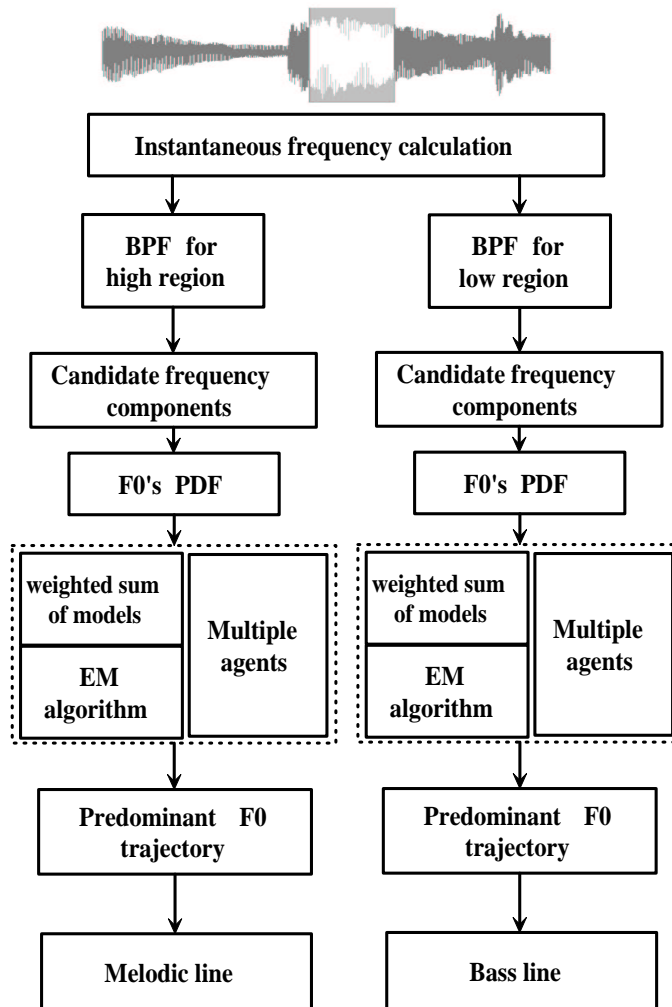 Instantaneous frequency calculation
BPF for
high region
Candidate frequency
components
F0's PDF
weighted sum
of models
EM
algorithm
Multiple
agents
Predominant F0
trajectory
Melodic line
BPF for
low region
Candidate frequency
components
F0's PDF
weighted sum
of models
EM
algorithm
Multiple
agents
Predominant F0
trajectory
Bass line